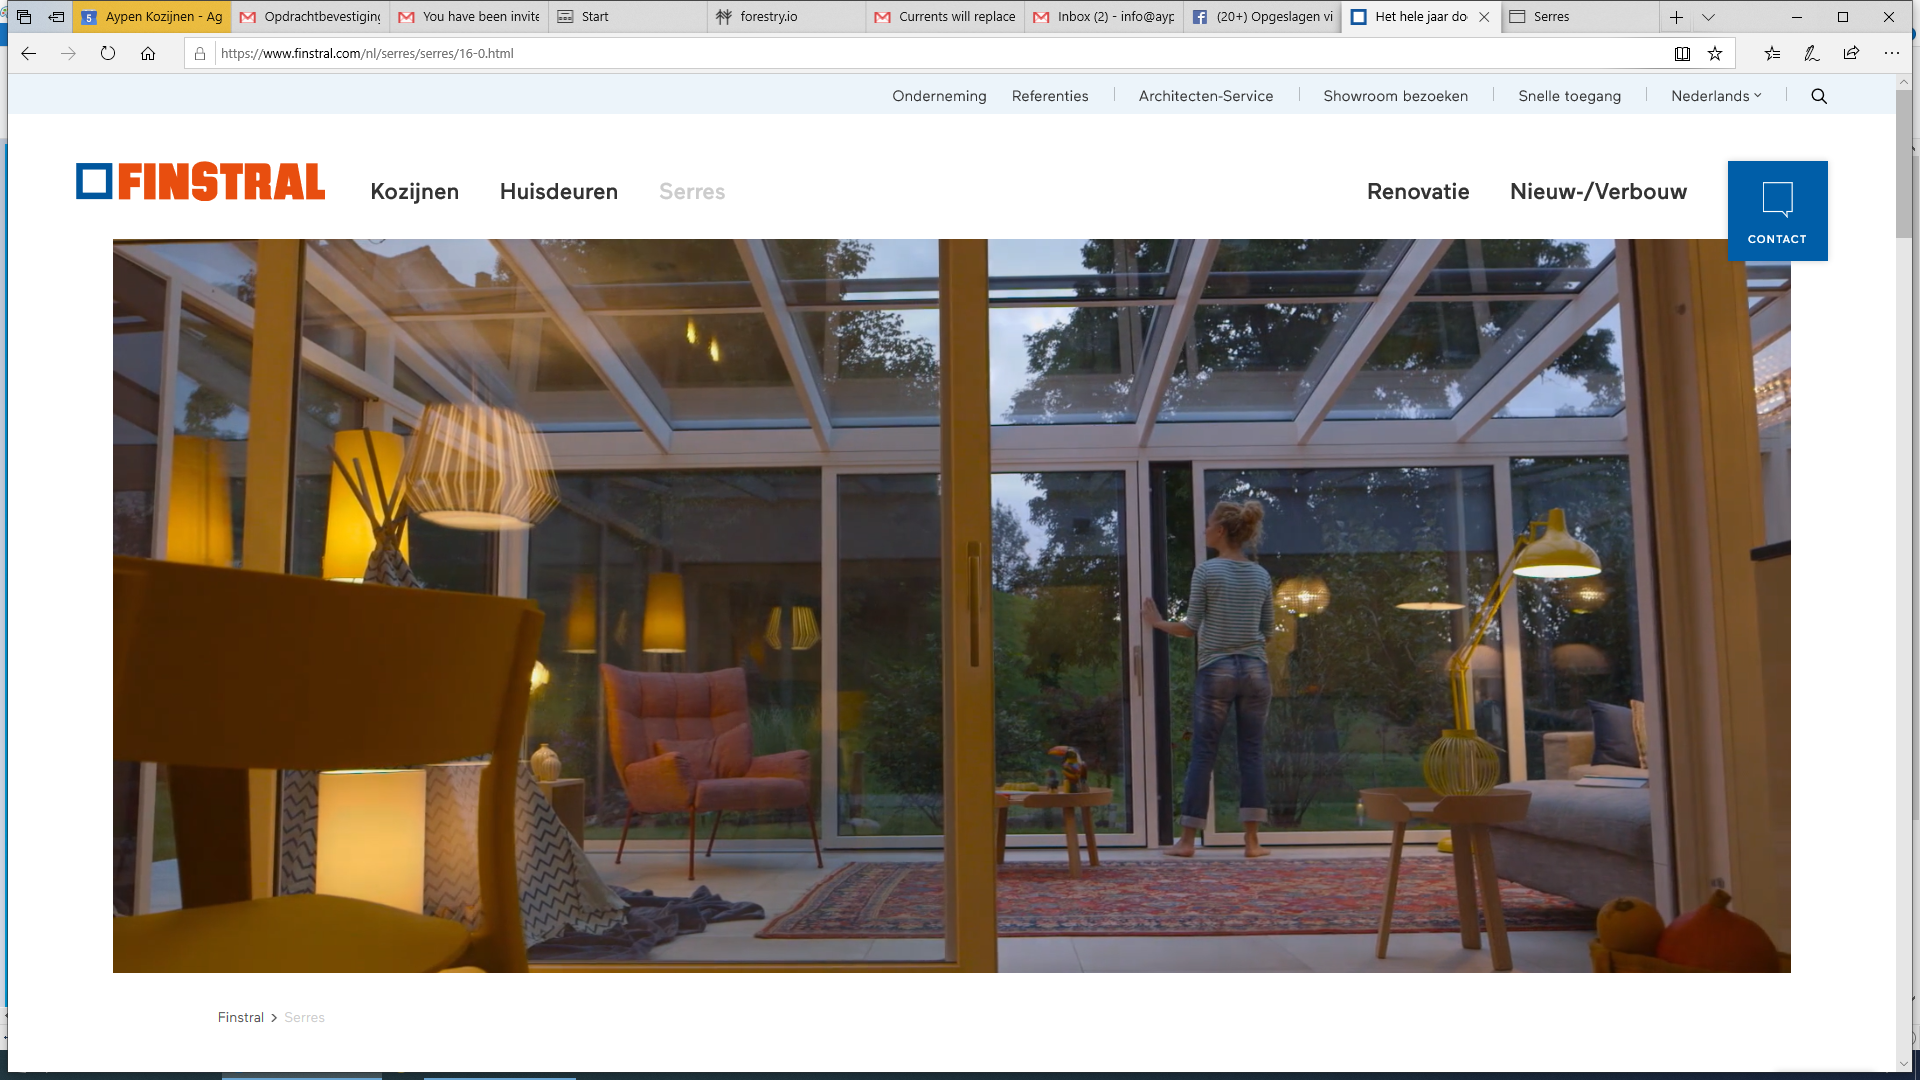 Aypen Kozijnen - Ag
Opdrachtbevestiging
You have been invite
Start
forestry.io
Currents will replace
Inbox (2) - info@ayp
(20+) Opgeslagen vi
Het hele jaar do
Serres
https://www.finstral.com/nl/serres/serres/16-0.html
Onderneming
Referenties
Architecten-Service
Showroom bezoeken
Snelle toegang
Nederlands
FINSTRAL
Kozijnen
Huisdeuren
Serres
Renovatie
Nieuw-/Verbouw
CONTACT
Finstral > Serres